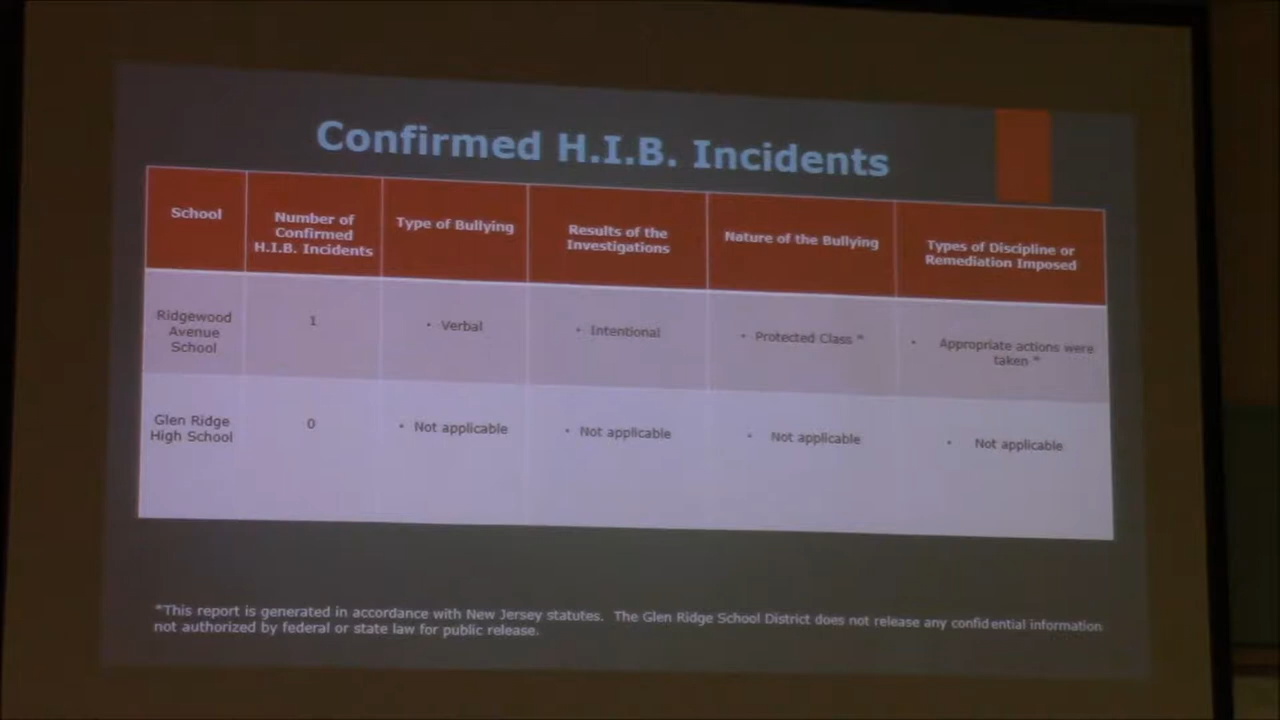 Confirmed H.I.B. Incidents
School
Number of
Confirmed
H.I.B. Incidents
Type of Bullying
Results of the
Investigations
Nature of the Bullying
Types of Discipline or
Remediation Imposed
Ridgewood
Avenue
School
1
• Verbal
• Intentional
• Protected Class *
• Appropriate actions were
taken *
Glen Ridge
High School
0
• Not applicable
• Not applicable
• Not applicable
• Not applicable
*This report is generated in accordance with New Jersey statutes. The Glen Ridge School District does not release any confidential information
not authorized by federal or state law for public release.